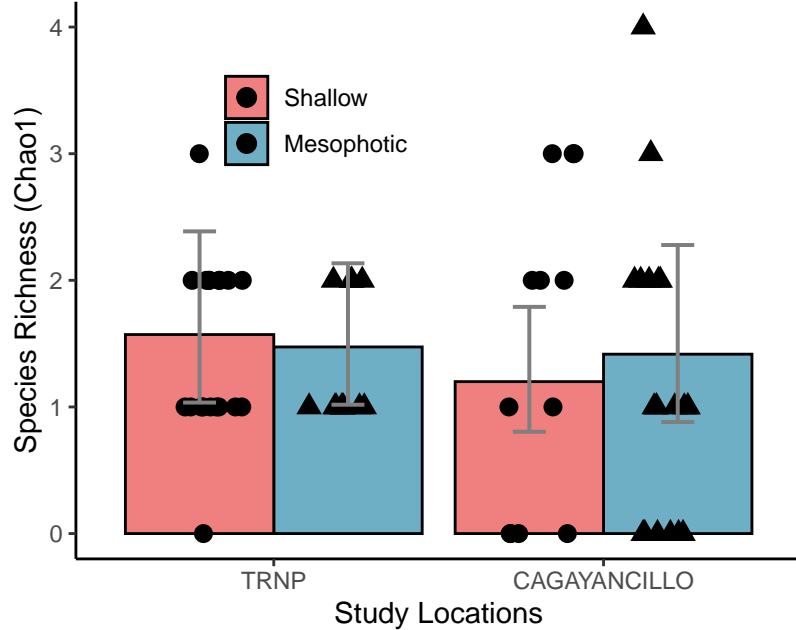 Species Richness (Chao1)
4
3
2
1
0
Shallow
Mesophotic
TRNP
CAGAYANCILLO
Study Locations